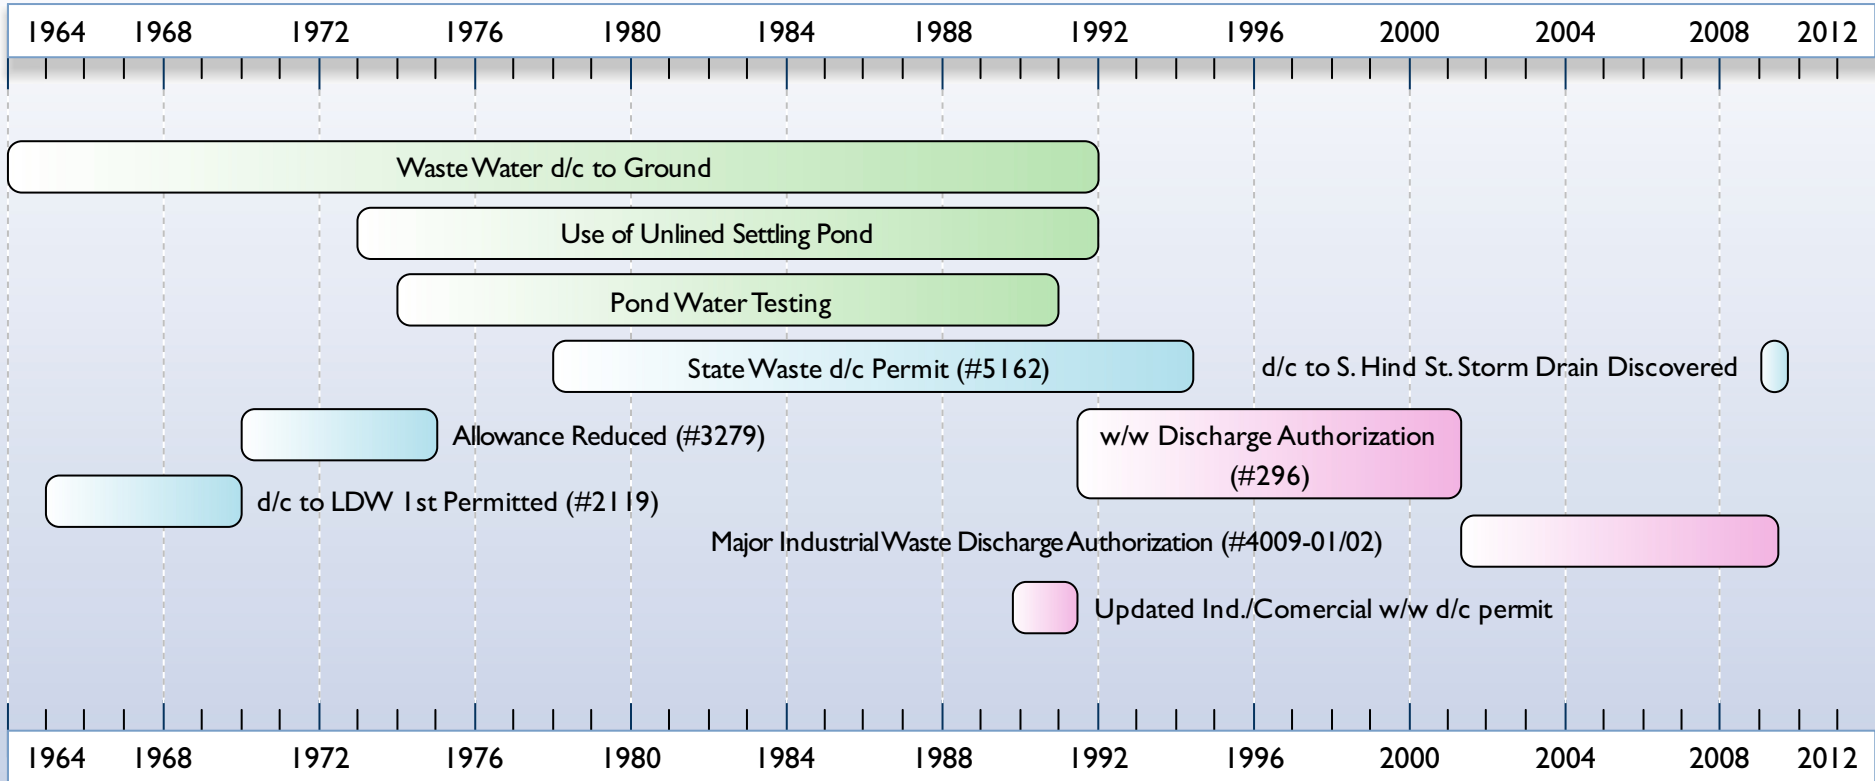 1964 1968 1972 1976 1980 1984 1988 1992 1996 2000 2004 2008 2012
Waste Water d/c to Ground
Use of Unlined Settling Pond
Pond Water Testing
State Waste d/c Permit (#5162)
d/c to S. Hind St. Storm Drain Discovered
Allowance Reduced (#3279)
w/w Discharge Authorization
(#296)
d/c to LDW 1st Permitted (#2119)
Major Industrial Waste Discharge Authorization (#4009-01/02)
Updated Ind./Comercial w/w d/c permit
1964 1968 1972 1976 1980 1984 1988 1992 1996 2000 2004 2008 2012